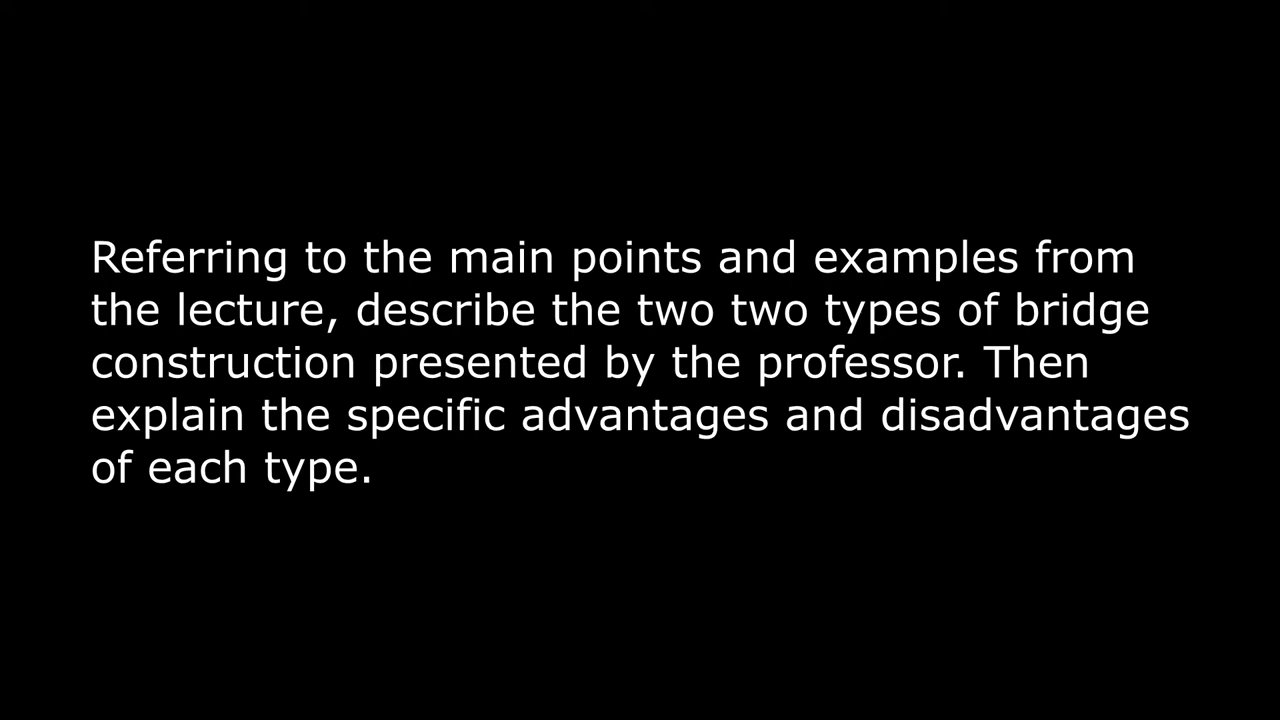 Referring to the main points and examples from
the lecture, describe the two two types of bridge
construction presented by the professor. Then
explain the specific advantages and disadvantages
of each type.